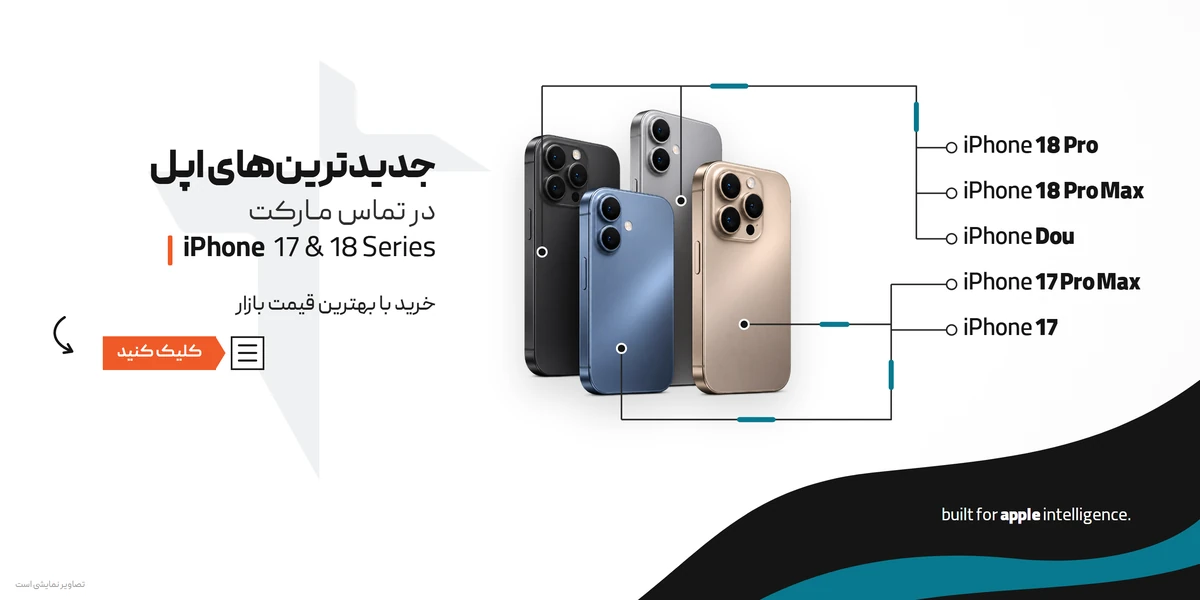 جدیدترین‌های اپل
در تماس مارکت
iPhone 17 & 18 Series
خرید با بهترین قیمت بازار
کلیک کنید
iPhone 18 Pro
iPhone 18 Pro Max
iPhone Dou
iPhone 17 Pro Max
iPhone 17
built for apple intelligence.
تصاویر نمایشی است